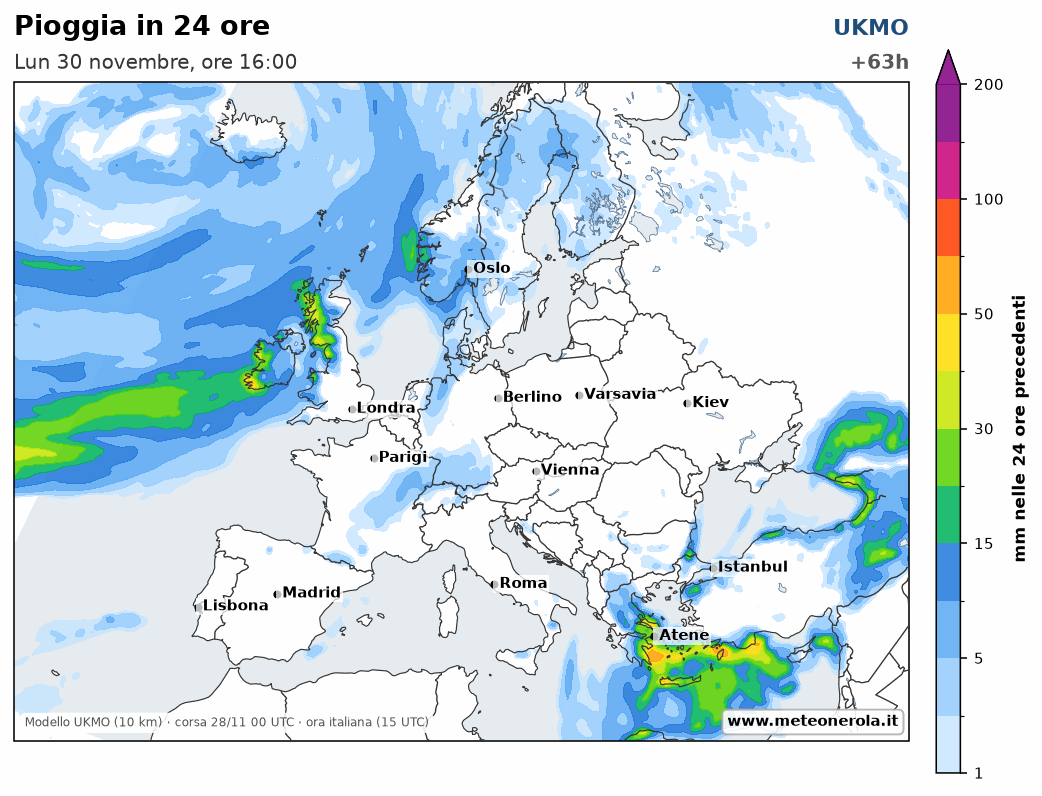 Pioggia in 24 ore
UKMO
Lun 30 novembre, ore 16:00
+63h
200
100
50
30
15
5
1
mm nelle 24 ore precedenti
Oslo
Berlino
Varsavia
Kiev
Londra
Parigi
Vienna
Istanbul
Roma
Madrid
Lisbona
Atene
Modello UKMO (10 km) · corsa 28/11 00 UTC · ora italiana (15 UTC)
www.meteonerola.it